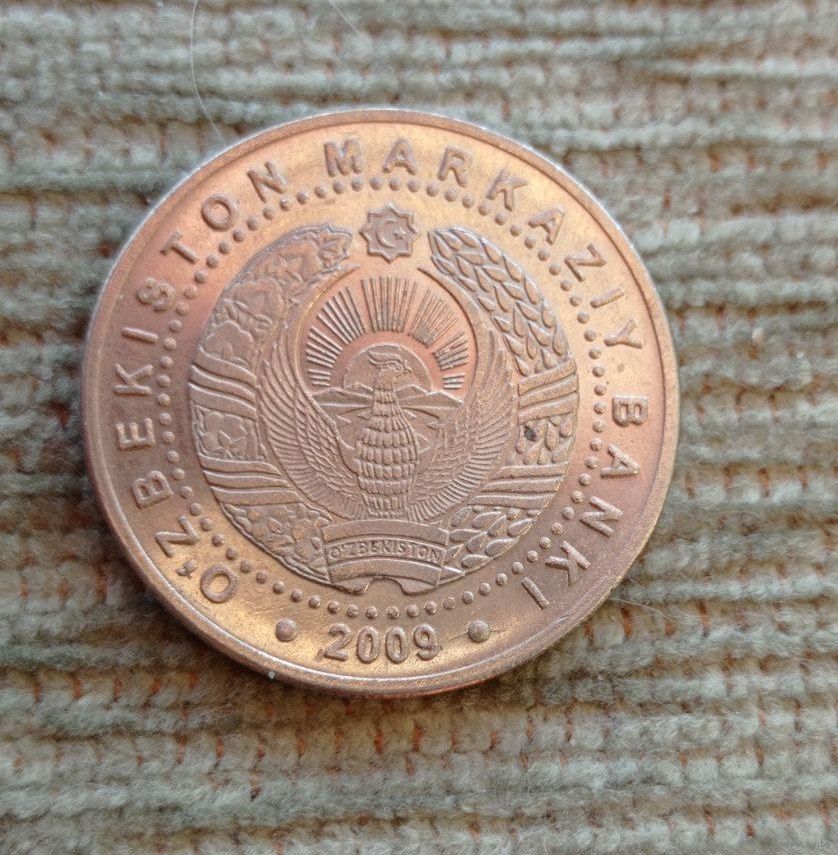 O'ZBEKISTON MARKAZIY BANKI
O'ZBEKISTON
• 2009 •